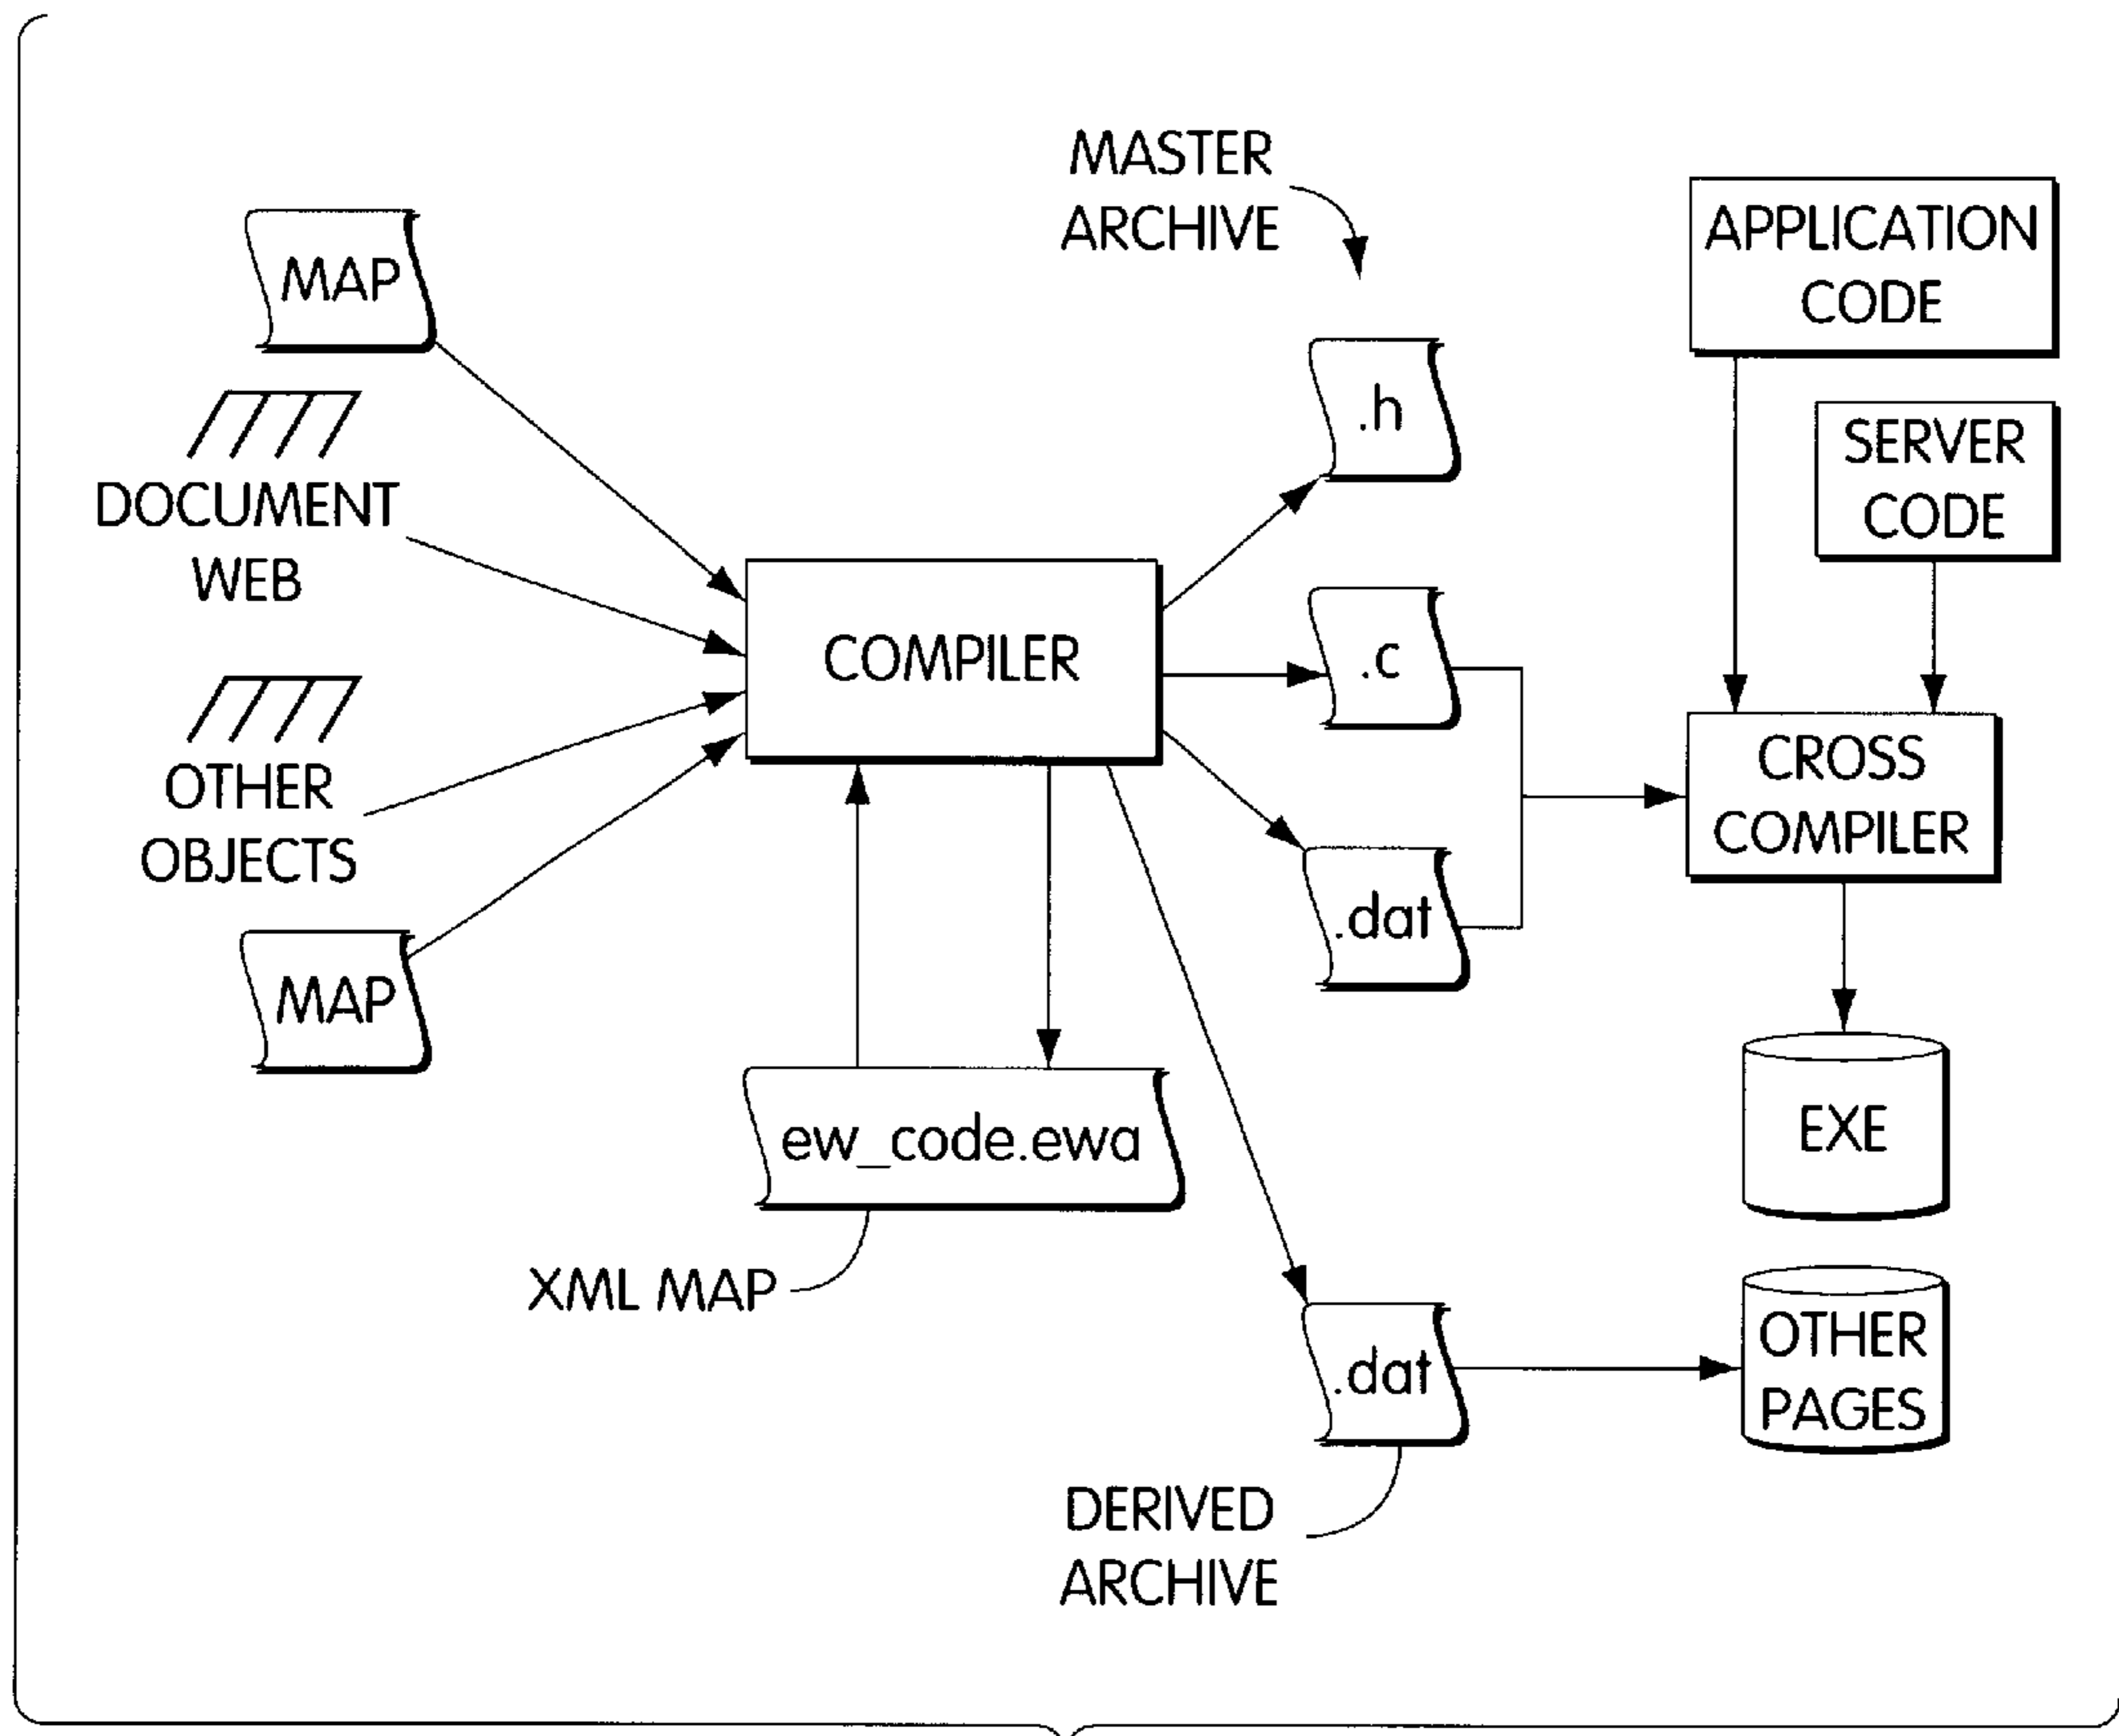 MASTER
ARCHIVE
APPLICATION
CODE
MAP
.h
SERVER
CODE
DOCUMENT
WEB
COMPILER
.c
CROSS
COMPILER
OTHER
OBJECTS
.dat
MAP
ew_code.ewa
EXE
XML MAP
.dat
OTHER
PAGES
DERIVED
ARCHIVE